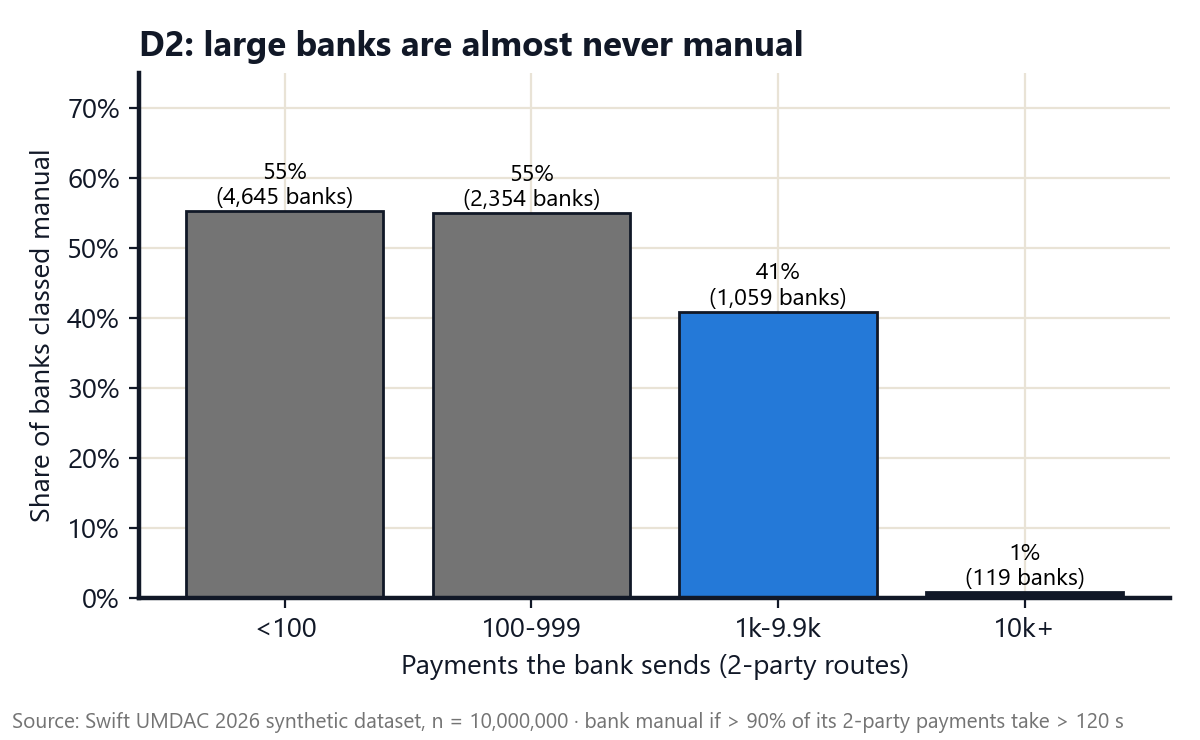 D2: large banks are almost never manual
Share of banks classed manual
70%
60%
50%
40%
30%
20%
10%
0%
55%
(4,645 banks)
55%
(2,354 banks)
41%
(1,059 banks)
1%
(119 banks)
<100
100–999
1k-9.9k
10k+
Payments the bank sends (2-party routes)
Source: Swift UMDAC 2026 synthetic dataset, n = 10,000,000 · bank manual if > 90% of its 2-party payments take > 120 s